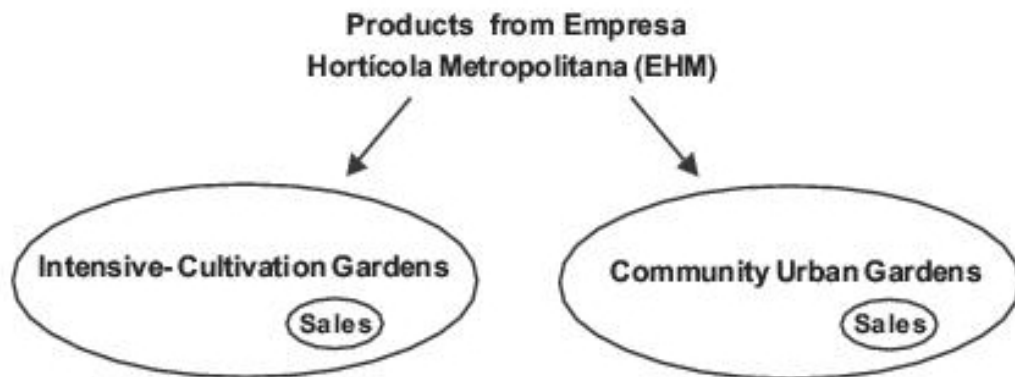 Products from Empresa
Hortícola Metropolitana (EHM)
Intensive- Cultivation Gardens
Sales
Community Urban Gardens
Sales